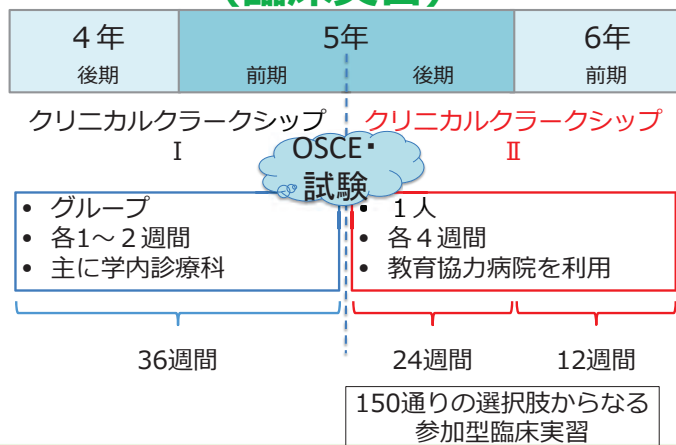 (臨床実習)
4年 5年 6年
後期 前期 後期 前期
クリニカルクラークシップ
Ⅰ
クリニカルクラークシップ
Ⅱ
OSCE・
試験
• グループ
• 各1～２週間
• 主に学内診療科
• １人
• 各４週間
• 教育協力病院を利用
36週間 24週間 12週間
150通りの選択肢からなる
参加型臨床実習